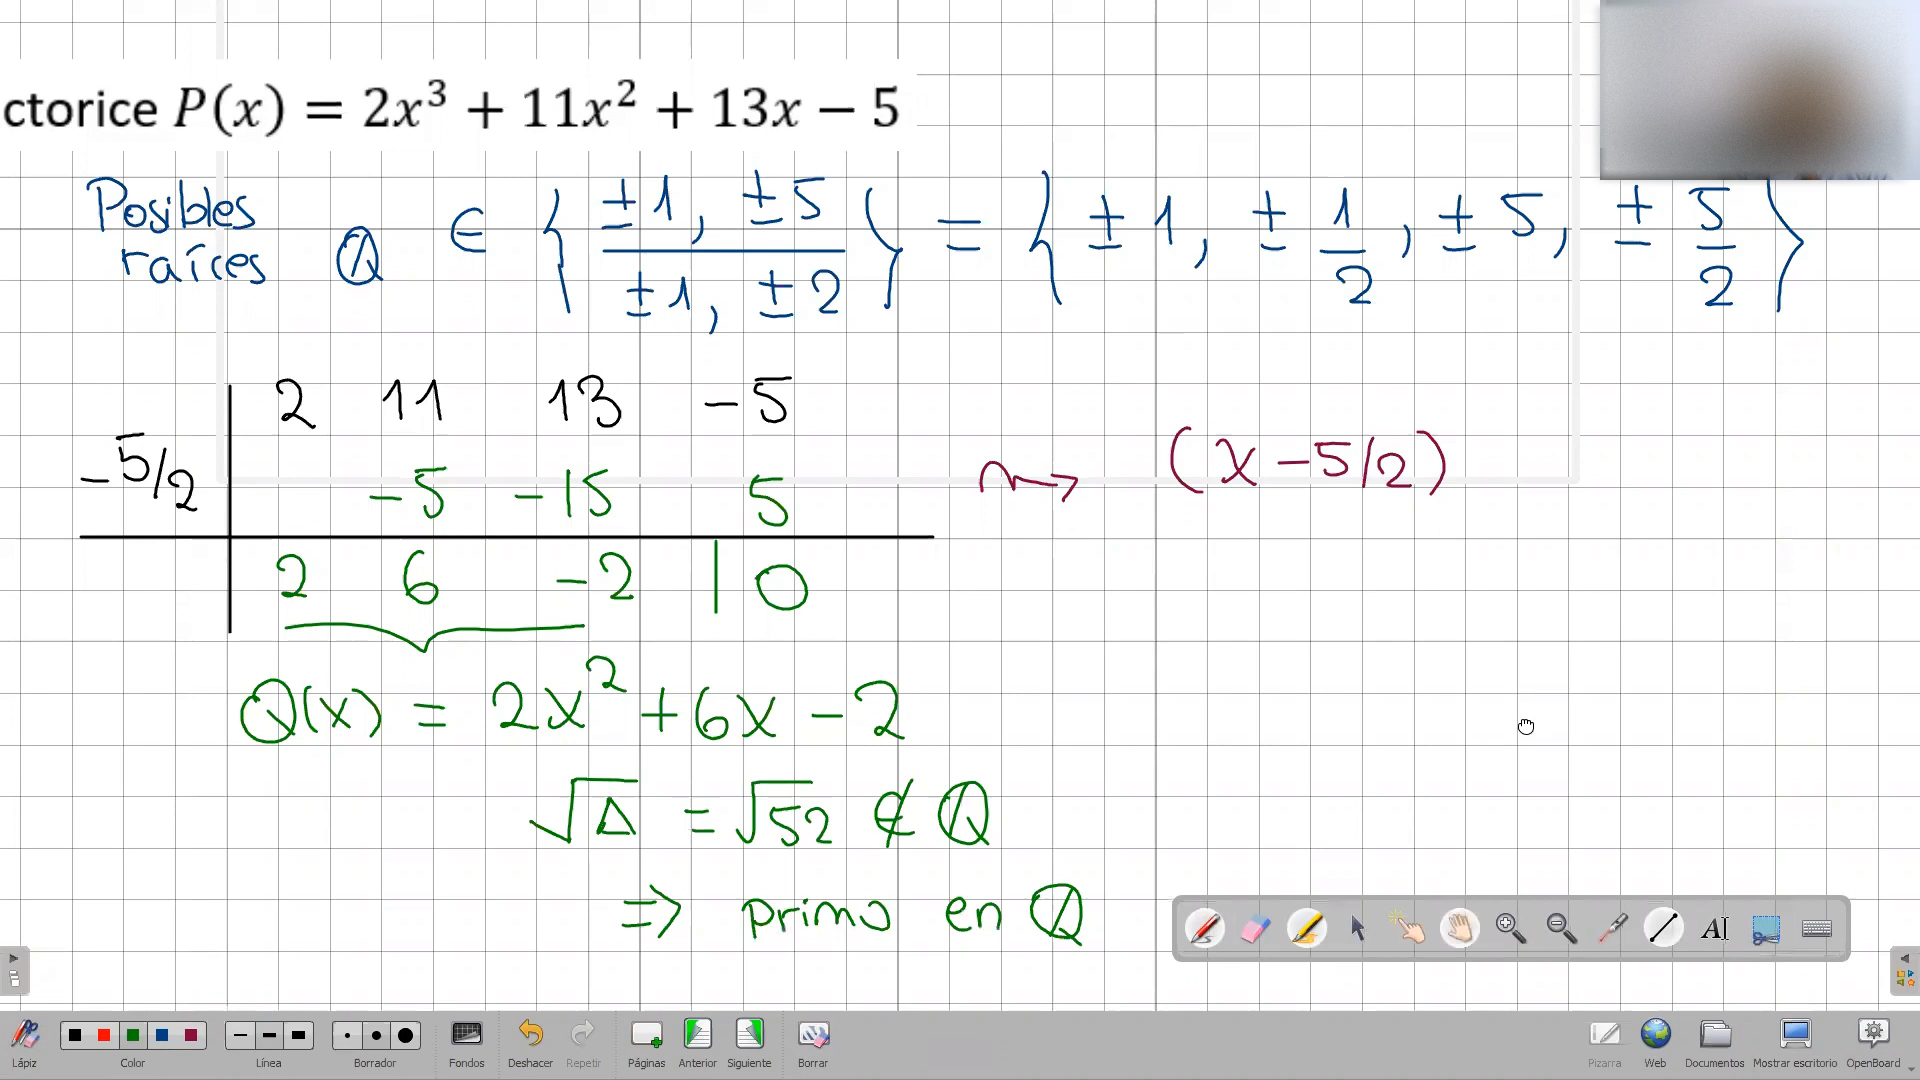 ctorice P(x) = 2x³ + 11x² + 13x − 5
Posibles raíces ℚ ∈ { ±1, ±5 / ±1, ±2 } = { ±1, ± 1/2, ±5, ± 5/2 }
2 11 13 -5
-5/2 -5 -15 5
⇝ (x - 5/2)
2 6 -2 | 0
Q(x) = 2x² + 6x - 2
√Δ = √52 ∉ ℚ
=> primo en ℚ
Lápiz Color Línea Borrador Fondos Deshacer Repetir Páginas Anterior Siguiente Borrar Pizarra Web Documentos Mostrar escritorio OpenBoard